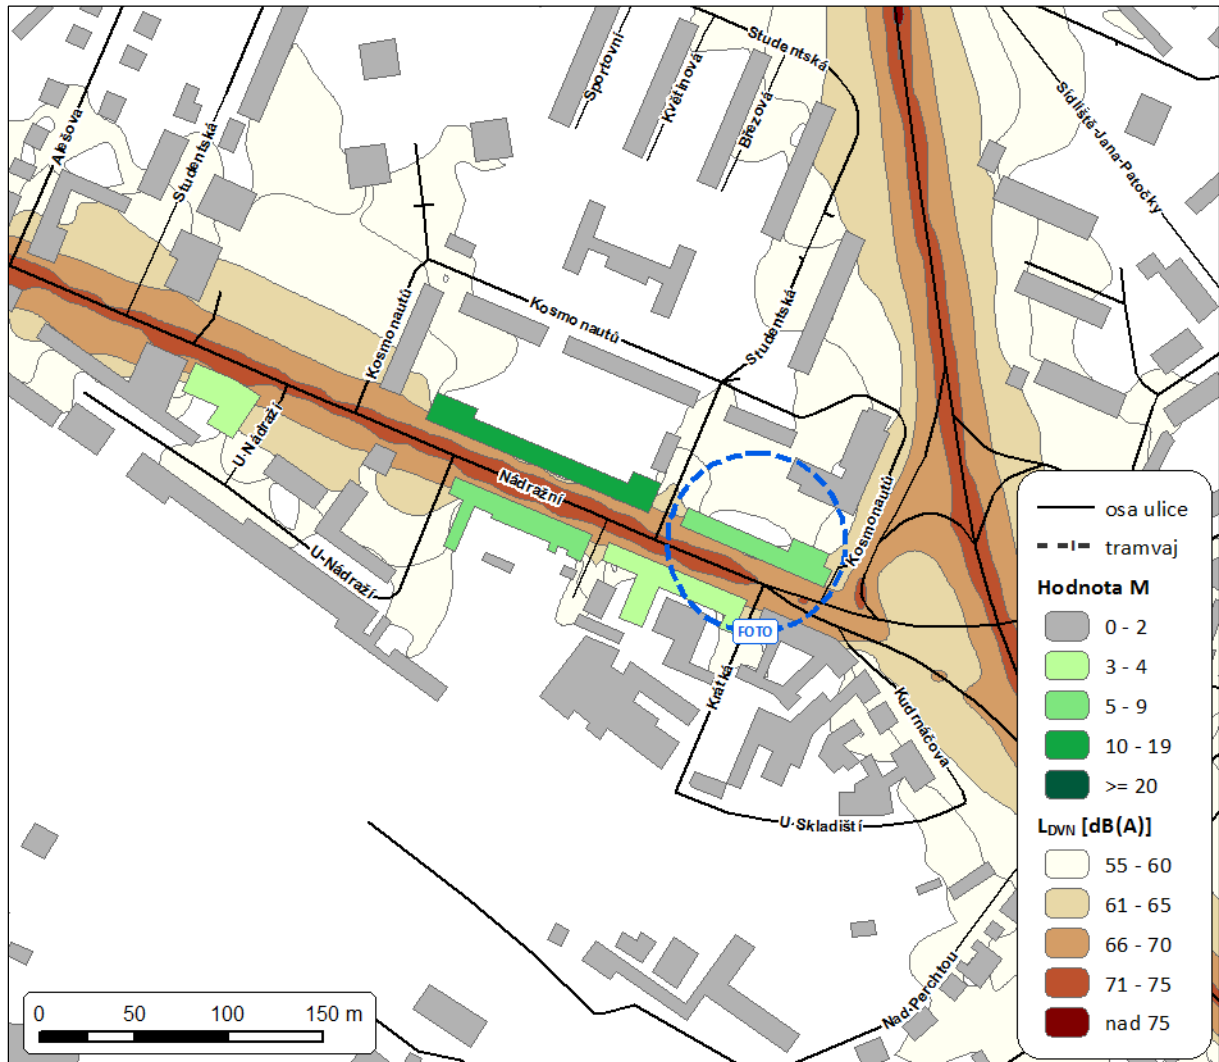 Studentská
Sportovní
Květinová
Březová
Sídliště-Jana-Patočky
Alešova
Studentská
Kosmonautů
Kosmonautů
Studentská
U-Nádraží
Nádražní
Kosmonautů
U-Nádraží
FOTO
Krátká
Kudrnáčova
U-Skladiští
Nad-Perchtou
osa ulice
tramvaj
Hodnota M
0 - 2
3 - 4
5 - 9
10 - 19
>= 20
LDVN [dB(A)]
55 - 60
61 - 65
66 - 70
71 - 75
nad 75
0 50 100 150 m